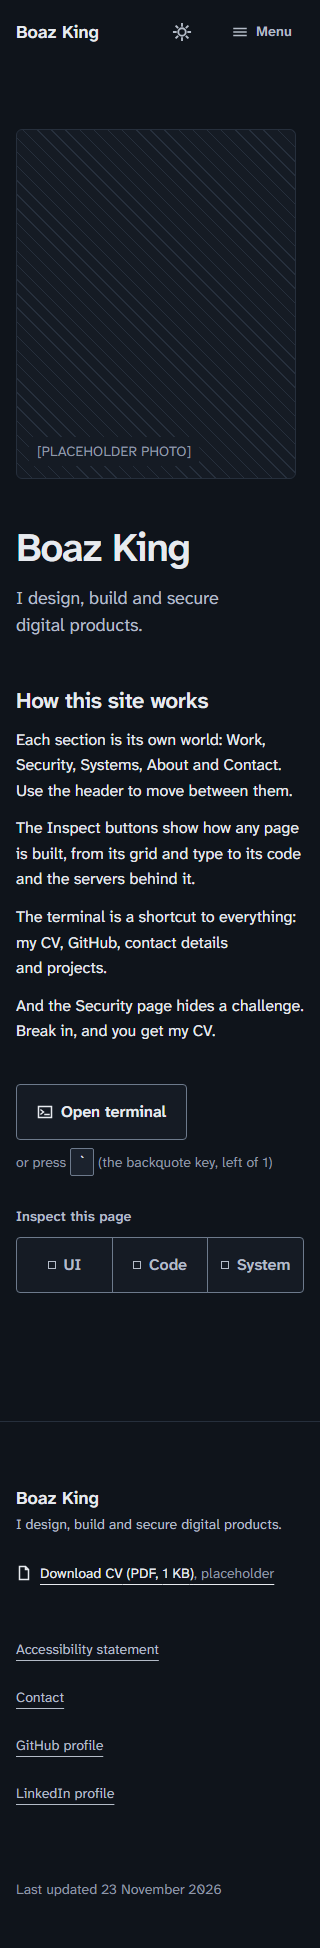 Boaz King
Menu
[PLACEHOLDER PHOTO]
Boaz King
I design, build and secure
digital products.
How this site works
Each section is its own world: Work,
Security, Systems, About and Contact.
Use the header to move between them.
The Inspect buttons show how any page
is built, from its grid and type to its code
and the servers behind it.
The terminal is a shortcut to everything:
my CV, GitHub, contact details
and projects.
And the Security page hides a challenge.
Break in, and you get my CV.
Open terminal
or press ` (the backquote key, left of 1)
Inspect this page
UI
Code
System
Boaz King
I design, build and secure digital products.
Download CV (PDF, 1 KB), placeholder
Accessibility statement
Contact
GitHub profile
LinkedIn profile
Last updated 23 November 2026